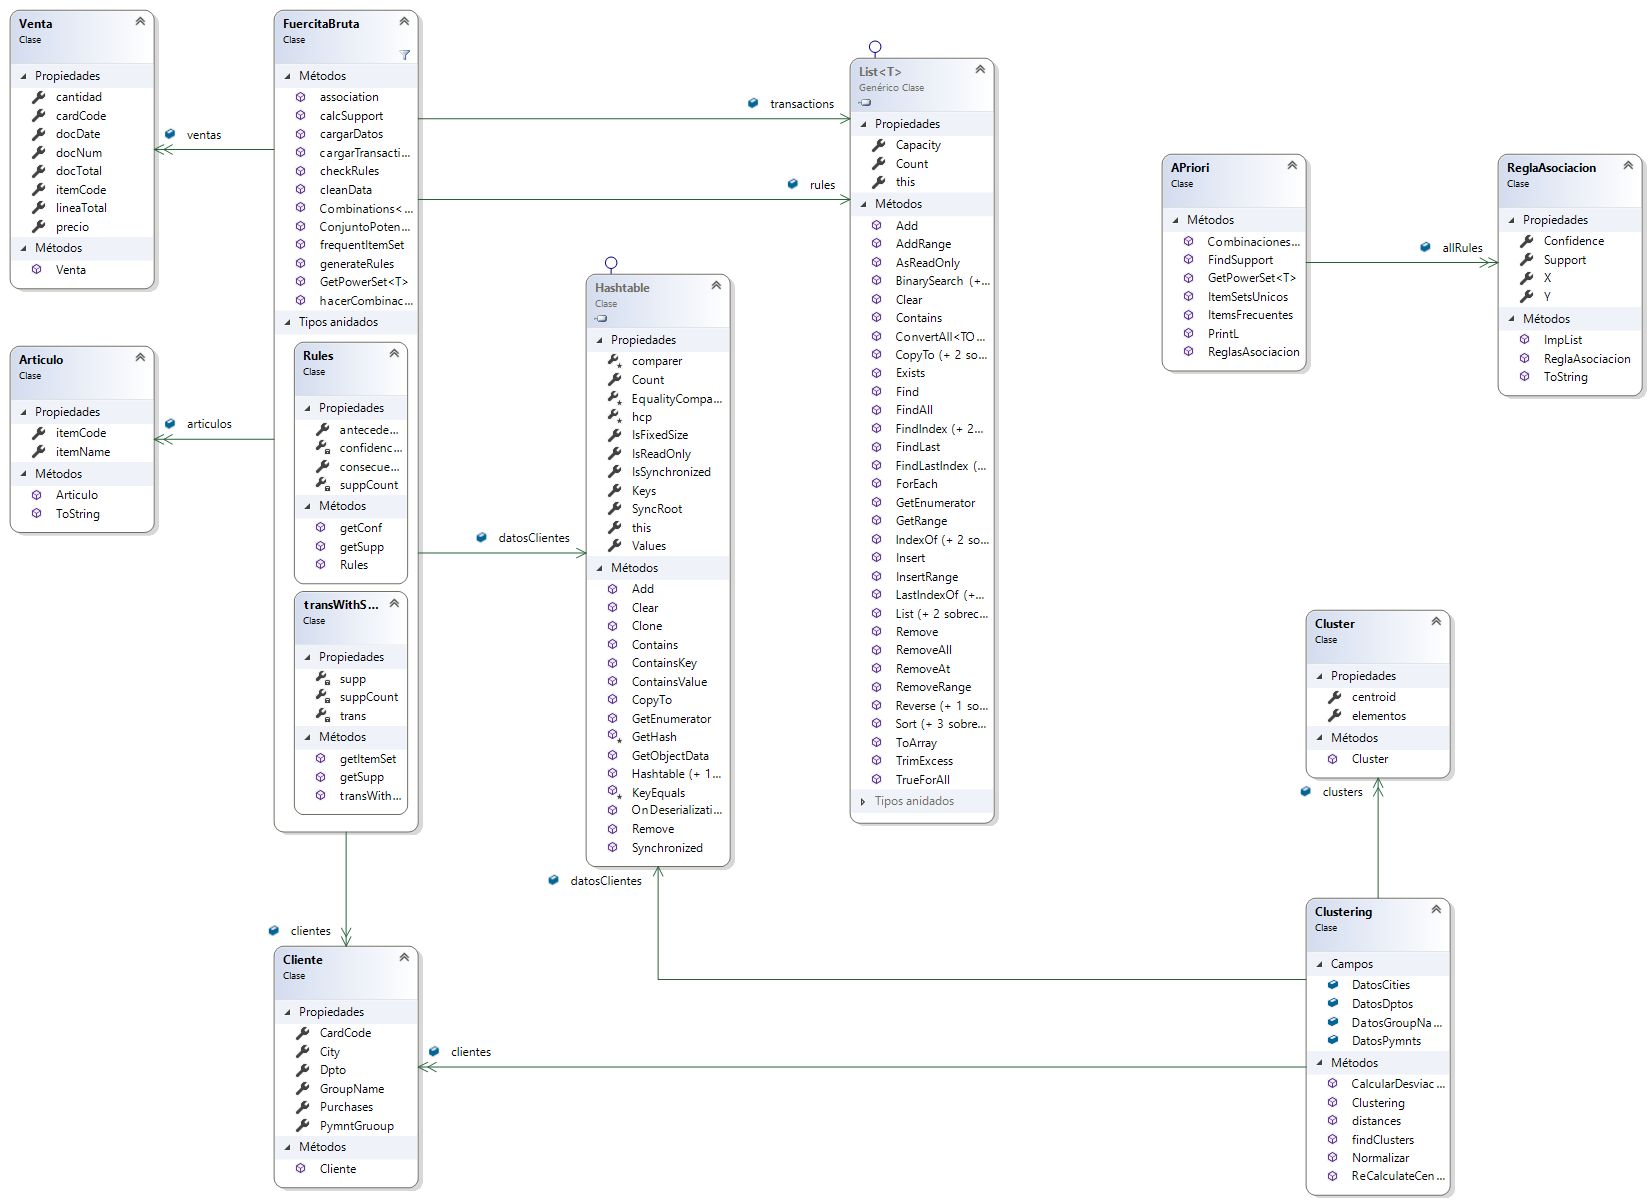 Venta
Clase
Propiedades
cantidad
cardCode
docDate
docNum
docTotal
itemCode
lineaTotal
precio
Métodos
Venta
ventas
FuercitaBruta
Clase
Métodos
association
calcSupport
cargarDatos
cargarTransacti...
checkRules
cleanData
Combinations<...
ConjuntoPoten...
frequentItemSet
generateRules
GetPowerSet<T>
hacerCombinac...
Tipos anidados
Rules
Clase
Propiedades
antecede...
confidenc...
consecue...
suppCount
Métodos
getConf
getSupp
Rules
transWithS...
Clase
Propiedades
supp
suppCount
trans
Métodos
getItemSet
getSupp
transWith...
Articulo
Clase
Propiedades
itemCode
itemName
Métodos
Articulo
ToString
articulos
transactions
rules
datosClientes
Hashtable
Clase
Propiedades
comparer
Count
EqualityCompa...
hcp
IsFixedSize
IsReadOnly
IsSynchronized
Keys
SyncRoot
this
Values
Métodos
Add
Clear
Clone
Contains
ContainsKey
ContainsValue
CopyTo
GetEnumerator
GetHash
GetObjectData
Hashtable (+ 1...
KeyEquals
OnDeserializati...
Remove
Synchronized
datosClientes
List<T>
Genérico Clase
Propiedades
Capacity
Count
this
Métodos
Add
AddRange
AsReadOnly
BinarySearch (+...
Clear
Contains
ConvertAll<TO...
CopyTo (+ 2 so...
Exists
Find
FindAll
FindIndex (+ 2...
FindLast
FindLastIndex (...
ForEach
GetEnumerator
GetRange
IndexOf (+ 2 so...
Insert
InsertRange
LastIndexOf (+...
List (+ 2 sobrec...
Remove
RemoveAll
RemoveAt
RemoveRange
Reverse (+ 1 so...
Sort (+ 3 sobre...
ToArray
TrimExcess
TrueForAll
Tipos anidados
APriori
Clase
Métodos
Combinaciones...
FindSupport
GetPowerSet<T>
ItemSetsUnicos
ItemsFrecuentes
PrintL
ReglasAsociacion
allRules
ReglaAsociacion
Clase
Propiedades
Confidence
Support
X
Y
Métodos
ImpList
ReglaAsociacion
ToString
Cluster
Clase
Propiedades
centroid
elementos
Métodos
Cluster
clusters
Clustering
Clase
Campos
DatosCities
DatosDptos
DatosGroupNa...
DatosPymnts
Métodos
CalcularDesviac...
Clustering
distances
findClusters
Normalizar
ReCalculateCen...
clientes
Cliente
Clase
Propiedades
CardCode
City
Dpto
GroupName
Purchases
PymntGruoup
Métodos
Cliente
clientes